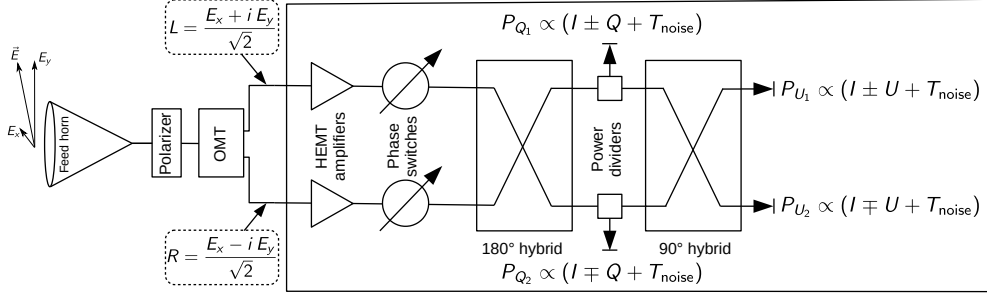 L = (E_x + i E_y) / √2
P_{Q_1} ∝ (I ± Q + T_noise)
E⃗
E_y
E_x
Feed horn
Polarizer
OMT
HEMT
amplifiers
Phase
switches
Power
dividers
P_{U_1} ∝ (I ± U + T_noise)
P_{U_2} ∝ (I ∓ U + T_noise)
R = (E_x − i E_y) / √2
180° hybrid
90° hybrid
P_{Q_2} ∝ (I ∓ Q + T_noise)